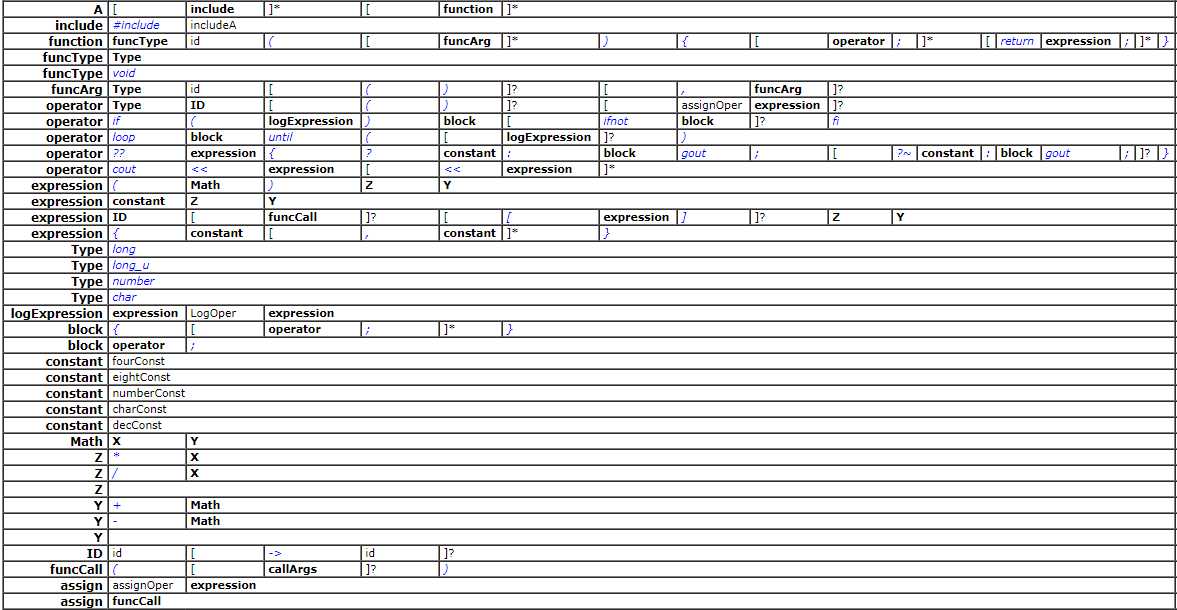 A [ include ]* [ function ]*
include #include includeA
function funcType id ( [ funcArg ]* ) { [ operator ; ]* [ return expression ; ]* }
funcType Type
funcType void
funcArg Type id [ ( ) ]? [ , funcArg ]?
operator Type ID [ ( ) ]? [ assignOper expression ]?
operator if ( logExpression ) block [ ifnot block ]? fi
operator loop block until ( [ logExpression ]? )
operator ?? expression { ? constant : block gout ; [ ?~ constant : block gout ; ]? }
operator cout << expression [ << expression ]*
expression ( Math ) Z Y
expression constant Z Y
expression ID [ funcCall ]? [ [ expression ] ]? Z Y
expression { constant [ , constant ]* }
Type long
Type long_u
Type number
Type char
logExpression expression LogOper expression
block { [ operator ; ]* }
block operator ;
constant fourConst
constant eightConst
constant numberConst
constant charConst
constant decConst
Math X Y
Z * X
Z / X
Z
Y + Math
Y - Math
Y
ID id [ -> id ]?
funcCall ( [ callArgs ]? )
assign assignOper expression
assign funcCall